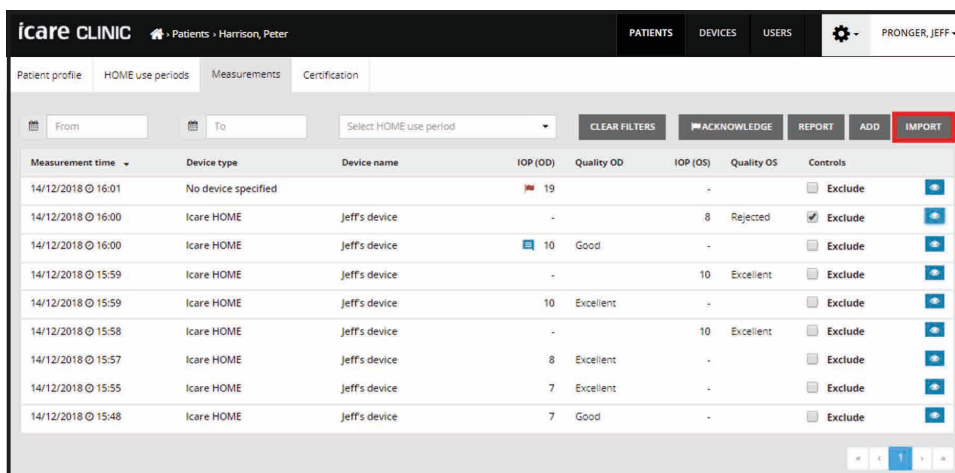 icare CLINIC › Patients › Harrison, Peter PATIENTS DEVICES USERS PRONGER, JEFF
Patient profile HOME use periods Measurements Certification
From To Select HOME use period CLEAR FILTERS ACKNOWLEDGE REPORT ADD IMPORT
Measurement time Device type Device name IOP (OD) Quality OD IOP (OS) Quality OS Controls
14/12/2018 16:01 No device specified 19 - Exclude
14/12/2018 16:00 Icare HOME Jeff's device - 8 Rejected Exclude
14/12/2018 16:00 Icare HOME Jeff's device 10 Good - Exclude
14/12/2018 15:59 Icare HOME Jeff's device - 10 Excellent Exclude
14/12/2018 15:59 Icare HOME Jeff's device 10 Excellent - Exclude
14/12/2018 15:58 Icare HOME Jeff's device - 10 Excellent Exclude
14/12/2018 15:57 Icare HOME Jeff's device 8 Excellent - Exclude
14/12/2018 15:55 Icare HOME Jeff's device 7 Excellent - Exclude
14/12/2018 15:48 Icare HOME Jeff's device 7 Good - Exclude
« ‹ 1 › »